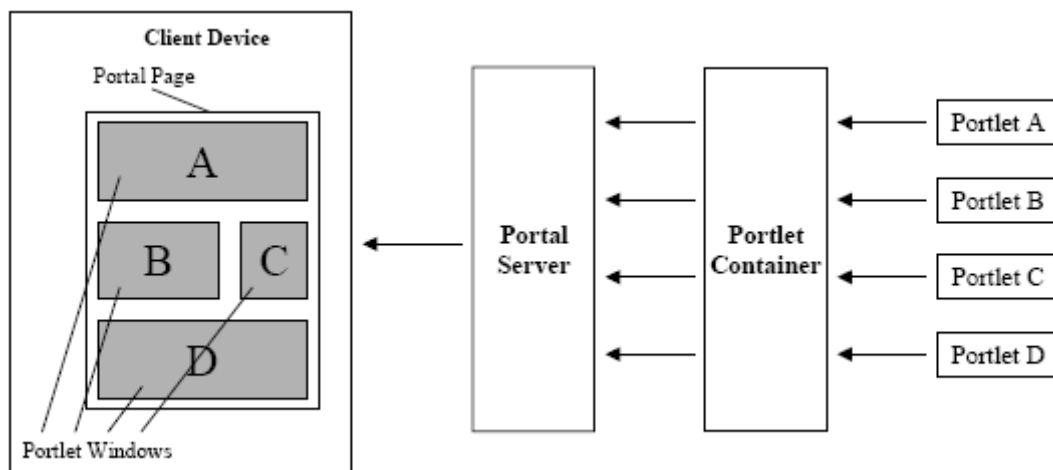 Client Device
Portal Page
A
B
C
D
Portlet Windows
Portal
Server
Portlet
Container
Portlet A
Portlet B
Portlet C
Portlet D